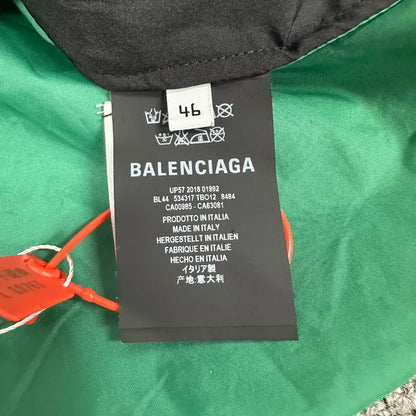 46
BALENCIAGA
UP57 2018 01992
BL44 534317 TBO12 8484
CA00985 - CA63081
PRODOTTO IN ITALIA
MADE IN ITALY
HERGESTELLT IN ITALIEN
FABRIQUE EN ITALIE
HECHO EN ITALIA
イタリア製
产地:意大利